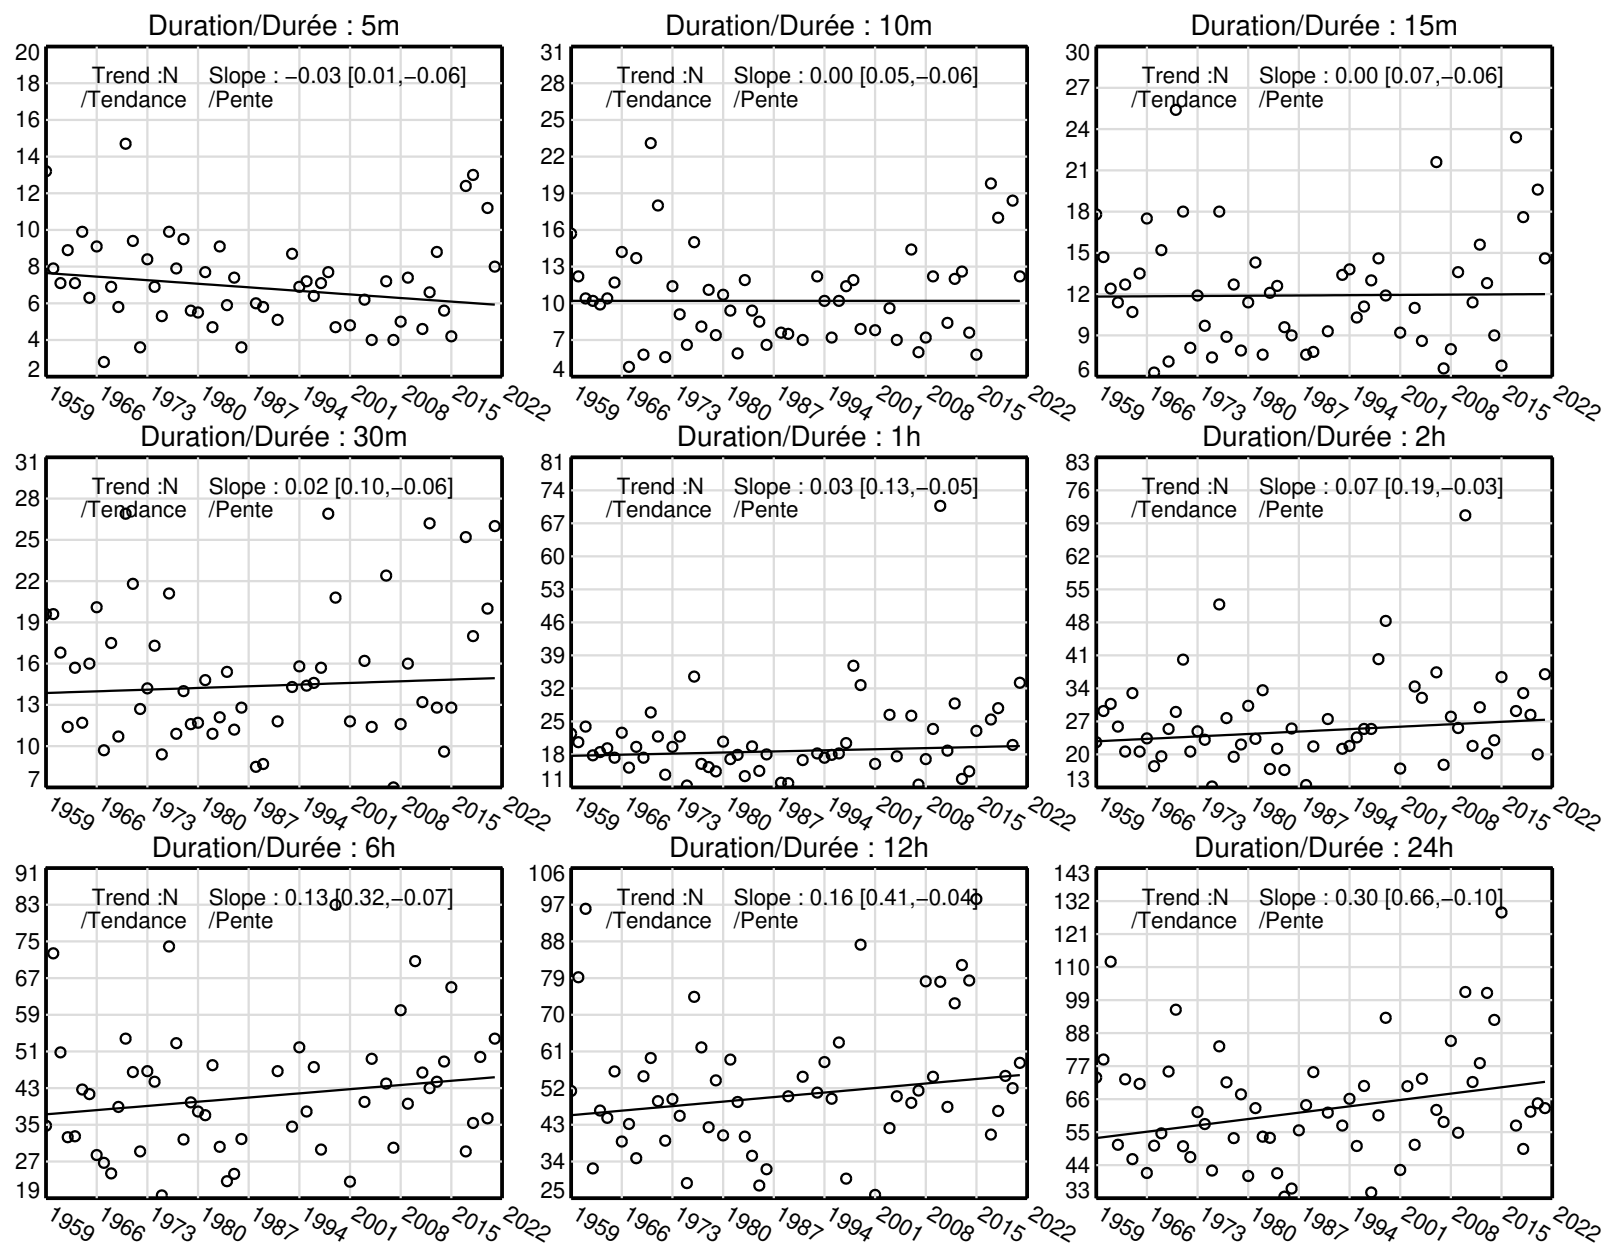 Duration/Durée : 5m
Trend :N Slope : −0.03 [0.01,−0.06]
/Tendance /Pente
20
18
16
14
12
10
8
6
4
2
1959 1966 1973 1980 1987 1994 2001 2008 2015 2022
Duration/Durée : 10m
Trend :N Slope : 0.00 [0.05,−0.06]
/Tendance /Pente
31
28
25
22
19
16
13
10
7
4
1959 1966 1973 1980 1987 1994 2001 2008 2015 2022
Duration/Durée : 15m
Trend :N Slope : 0.00 [0.07,−0.06]
/Tendance /Pente
30
27
24
21
18
15
12
9
6
1959 1966 1973 1980 1987 1994 2001 2008 2015 2022
Duration/Durée : 30m
Trend :N Slope : 0.02 [0.10,−0.06]
/Tendance /Pente
31
28
25
22
19
16
13
10
7
1959 1966 1973 1980 1987 1994 2001 2008 2015 2022
Duration/Durée : 1h
Trend :N Slope : 0.03 [0.13,−0.05]
/Tendance /Pente
81
74
67
60
53
46
39
32
25
18
11
1959 1966 1973 1980 1987 1994 2001 2008 2015 2022
Duration/Durée : 2h
Trend :N Slope : 0.07 [0.19,−0.03]
/Tendance /Pente
83
76
69
62
55
48
41
34
27
20
13
1959 1966 1973 1980 1987 1994 2001 2008 2015 2022
Duration/Durée : 6h
Trend :N Slope : 0.13 [0.32,−0.07]
/Tendance /Pente
91
83
75
67
59
51
43
35
27
19
1959 1966 1973 1980 1987 1994 2001 2008 2015 2022
Duration/Durée : 12h
Trend :N Slope : 0.16 [0.41,−0.04]
/Tendance /Pente
106
97
88
79
70
61
52
43
34
25
1959 1966 1973 1980 1987 1994 2001 2008 2015 2022
Duration/Durée : 24h
Trend :N Slope : 0.30 [0.66,−0.10]
/Tendance /Pente
143
132
121
110
99
88
77
66
55
44
33
1959 1966 1973 1980 1987 1994 2001 2008 2015 2022